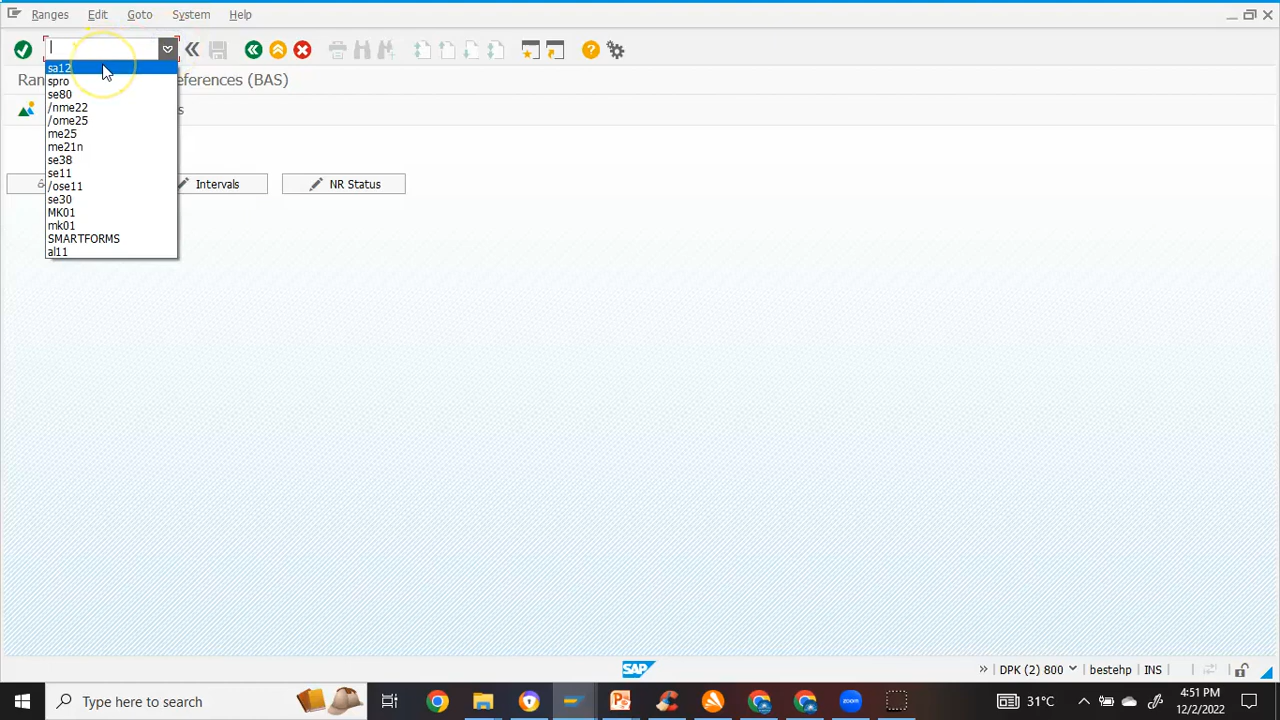 Ranges Edit Goto System Help
sa12
Ran eferences (BAS)
spro
se80
/nme22
s
/ome25
me25
me21n
se38
se11
Intervals NR Status
/ose11
se30
MK01
mk01
SMARTFORMS
al11
SAP DPK (2) 800 bestehp INS
Type here to search 31°C 4:51 PM
12/2/2022